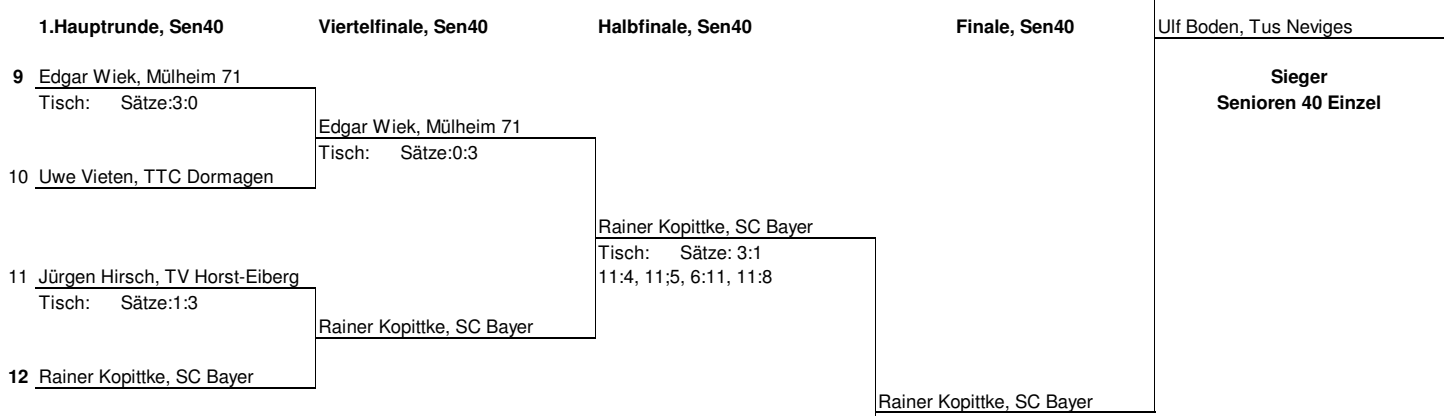 1.Hauptrunde, Sen40 Viertelfinale, Sen40 Halbfinale, Sen40 Finale, Sen40 Ulf Boden, Tus Neviges
9 Edgar Wiek, Mülheim 71 Sieger
Tisch: Sätze:3:0 Senioren 40 Einzel
Edgar Wiek, Mülheim 71
Tisch: Sätze:0:3
10 Uwe Vieten, TTC Dormagen
Rainer Kopittke, SC Bayer
Tisch: Sätze: 3:1
11 Jürgen Hirsch, TV Horst-Eiberg 11:4, 11;5, 6:11, 11:8
Tisch: Sätze:1:3
Rainer Kopittke, SC Bayer
12 Rainer Kopittke, SC Bayer
Rainer Kopittke, SC Bayer